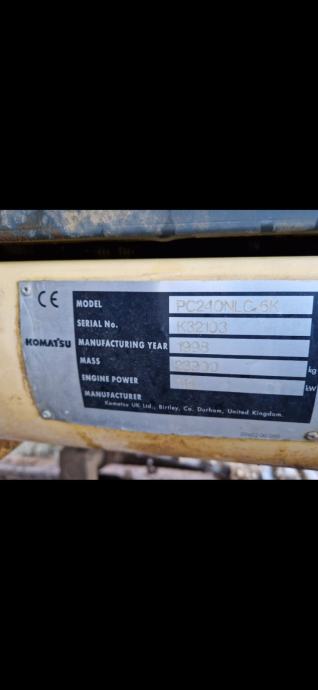 CE
MODEL PC240NLC-6K
SERIAL No. K32103
KOMATSU MANUFACTURING YEAR 1998
MASS kg
ENGINE POWER kW
MANUFACTURER
Komatsu UK Ltd., Birtley, Co. Durham, United Kingdom.